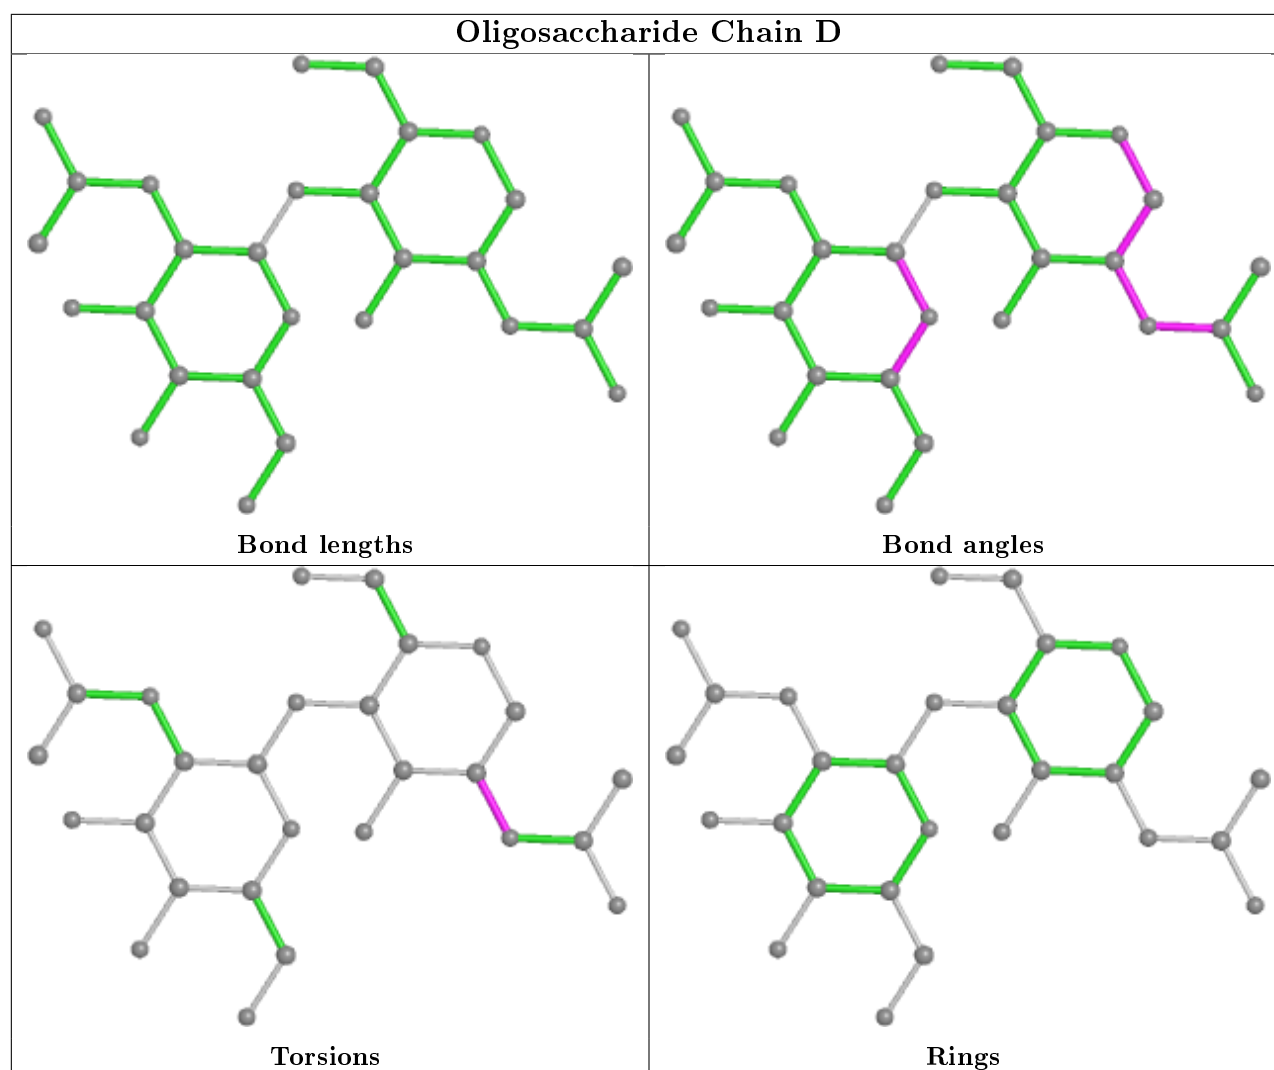 Oligosaccharide Chain D
Bond lengths
Bond angles
Torsions
Rings